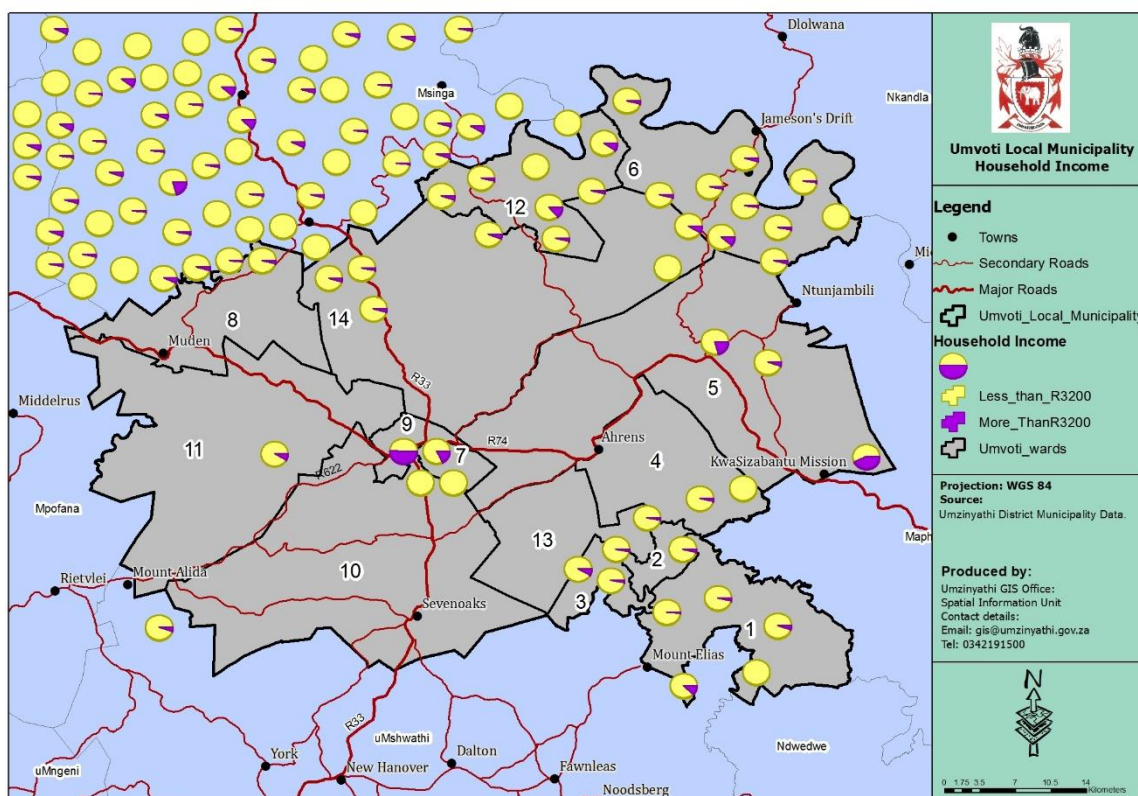 Dlolwana
Msinga
Nkandla
Jameson's Drift
6
12
Ntunjambili
8
14
Muden
R33
5
Middelrus
9
11
R74
7
Ahrens
4
R622
KwaSizabantu Mission
Mpofana
13
Maph
2
10
Rietvlei
Mount Alida
3
Sevenoaks
1
Mount Elias
R33
uMshwathi
York
Dalton
Ndwedwe
uMngeni
New Hanover
Fawnleas
Noodsberg
Umvoti Local Municipality
Household Income
Legend
Towns
Secondary Roads
Major Roads
Umvoti_Local_Municipality
Household Income
Less_than_R3200
More_ThanR3200
Umvoti_wards
Projection: WGS 84
Source:
Umzinyathi District Municipality Data.
Produced by:
Umzinyathi GIS Office:
Spatial Information Unit
Contact details:
Email: gis@umzinyathi.gov.za
Tel: 0342191500
N
0 1.75 3.5 7 10.5 14
Kilometers